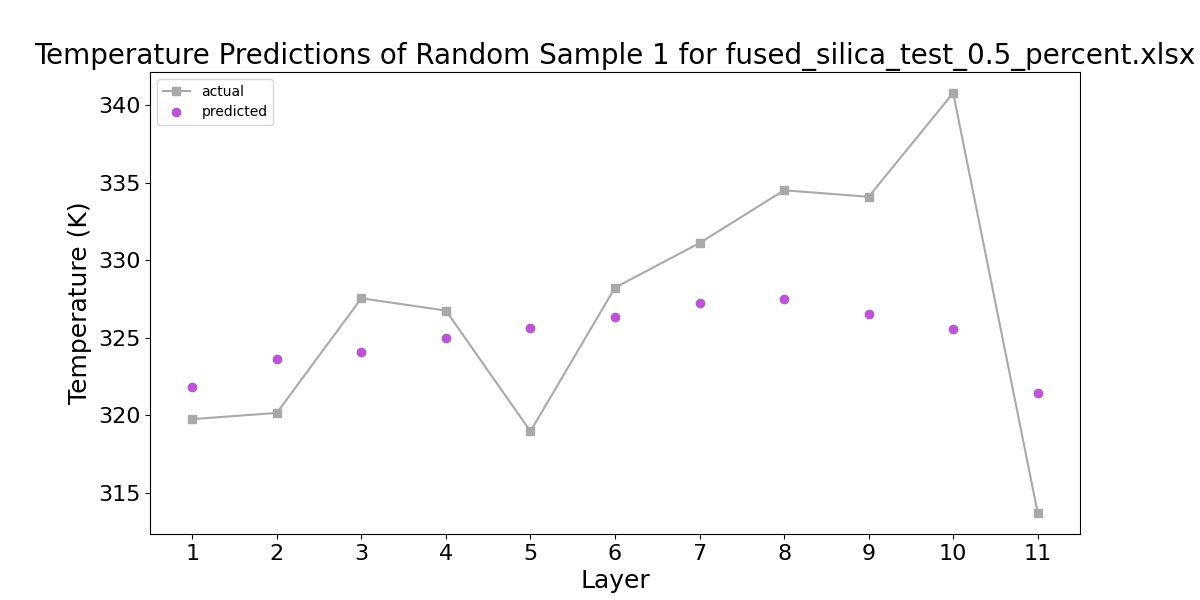 Temperature Predictions of Random Sample 1 for fused_silica_test_0.5_percent.xlsx
actual
predicted
Temperature (K)
340
335
330
325
320
315
1 2 3 4 5 6 7 8 9 10 11
Layer